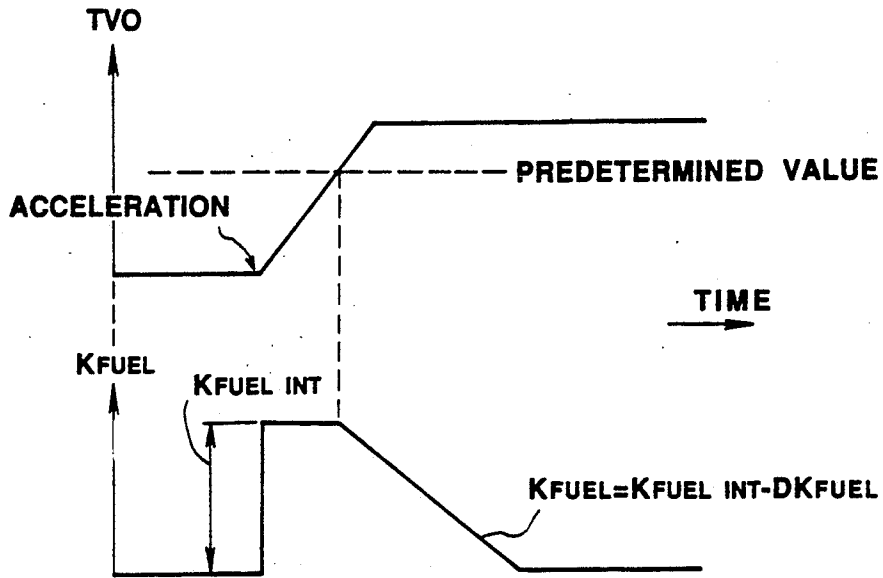 TVO
PREDETERMINED VALUE
ACCELERATION
TIME
KFUEL
KFUEL INT
KFUEL=KFUEL INT-DKFUEL